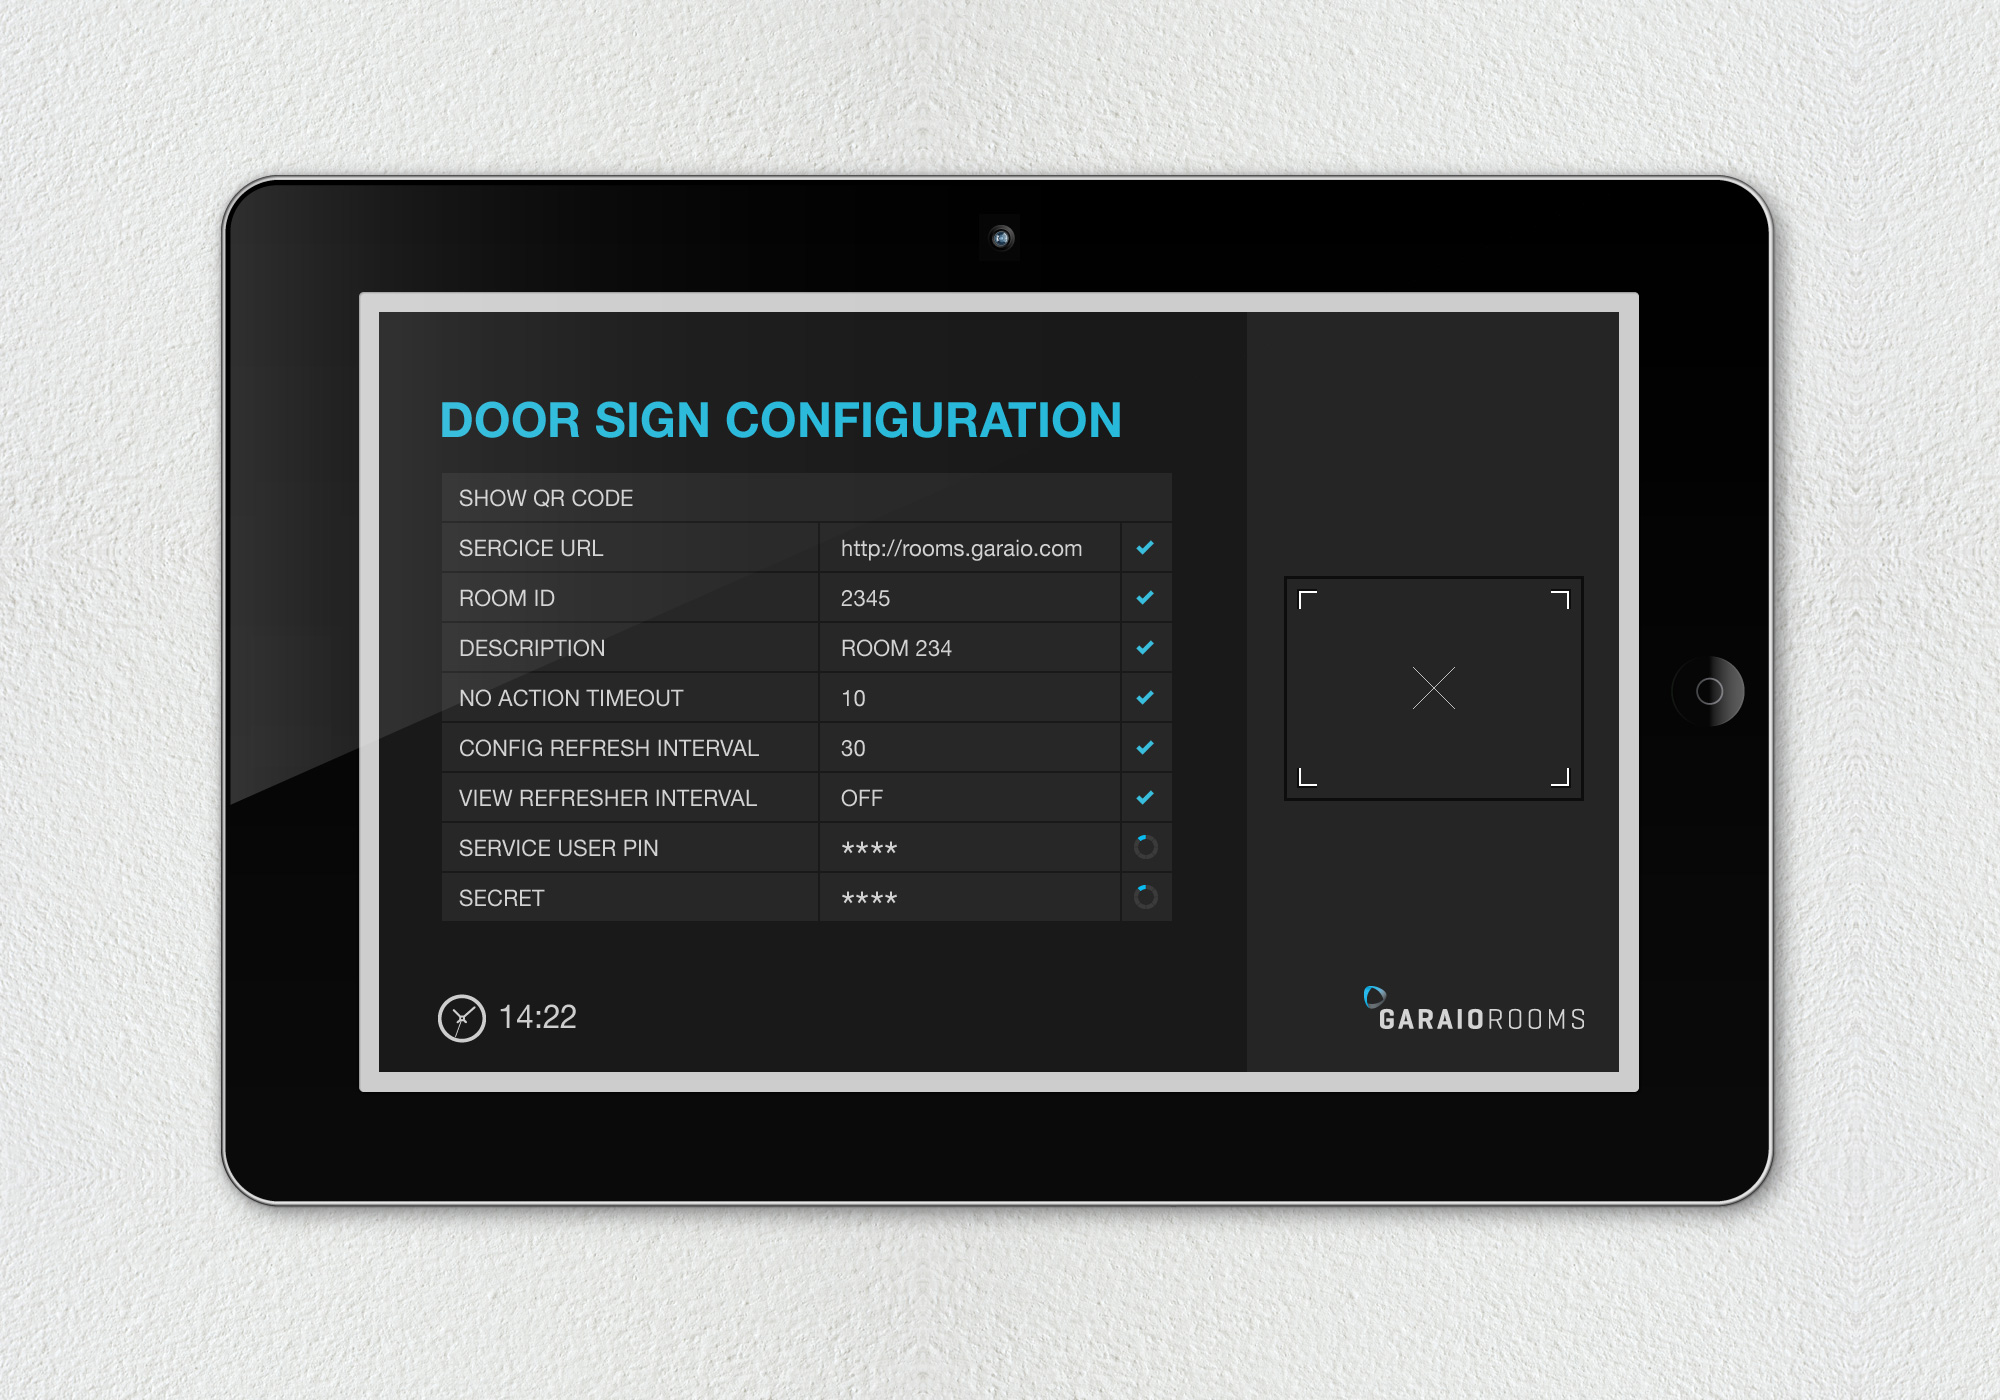 DOOR SIGN CONFIGURATION
SHOW QR CODE
SERCICE URL http://rooms.garaio.com
ROOM ID 2345
DESCRIPTION ROOM 234
NO ACTION TIMEOUT 10
CONFIG REFRESH INTERVAL 30
VIEW REFRESHER INTERVAL OFF
SERVICE USER PIN ****
SECRET ****
14:22
GARAIOROOMS